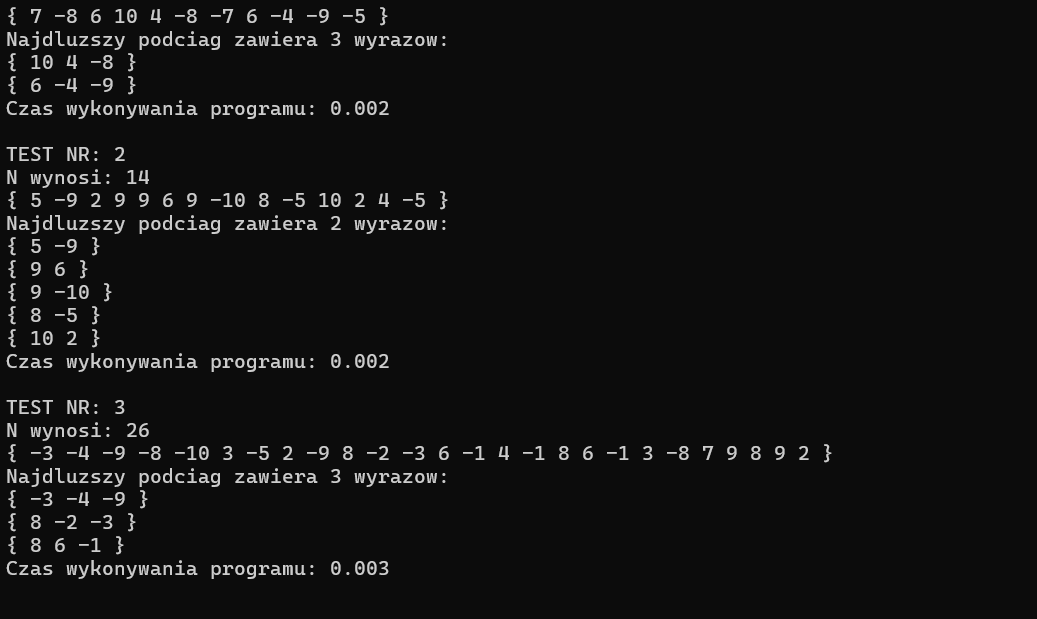 { 7 -8 6 10 4 -8 -7 6 -4 -9 -5 }
Najdluzszy podciag zawiera 3 wyrazow:
{ 10 4 -8 }
{ 6 -4 -9 }
Czas wykonywania programu: 0.002
TEST NR: 2
N wynosi: 14
{ 5 -9 2 9 9 6 9 -10 8 -5 10 2 4 -5 }
Najdluzszy podciag zawiera 2 wyrazow:
{ 5 -9 }
{ 9 6 }
{ 9 -10 }
{ 8 -5 }
{ 10 2 }
Czas wykonywania programu: 0.002
TEST NR: 3
N wynosi: 26
{ -3 -4 -9 -8 -10 3 -5 2 -9 8 -2 -3 6 -1 4 -1 8 6 -1 3 -8 7 9 8 9 2 }
Najdluzszy podciag zawiera 3 wyrazow:
{ -3 -4 -9 }
{ 8 -2 -3 }
{ 8 6 -1 }
Czas wykonywania programu: 0.003